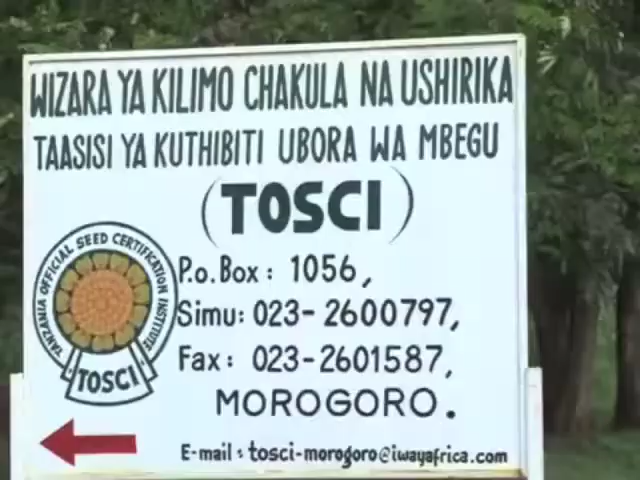 WIZARA YA KILIMO CHAKULA NA USHIRIKA
TAASISI YA KUTHIBITI UBORA WA MBEGU
(TOSCI)
TANZANIA OFFICIAL SEED CERTIFICATION INSTITUTE
TOSCI
P.o.Box: 1056,
Simu: 023-2600797,
Fax: 023-2601587,
MOROGORO.
E-mail: tosci-morogoro@iwayafrica.com